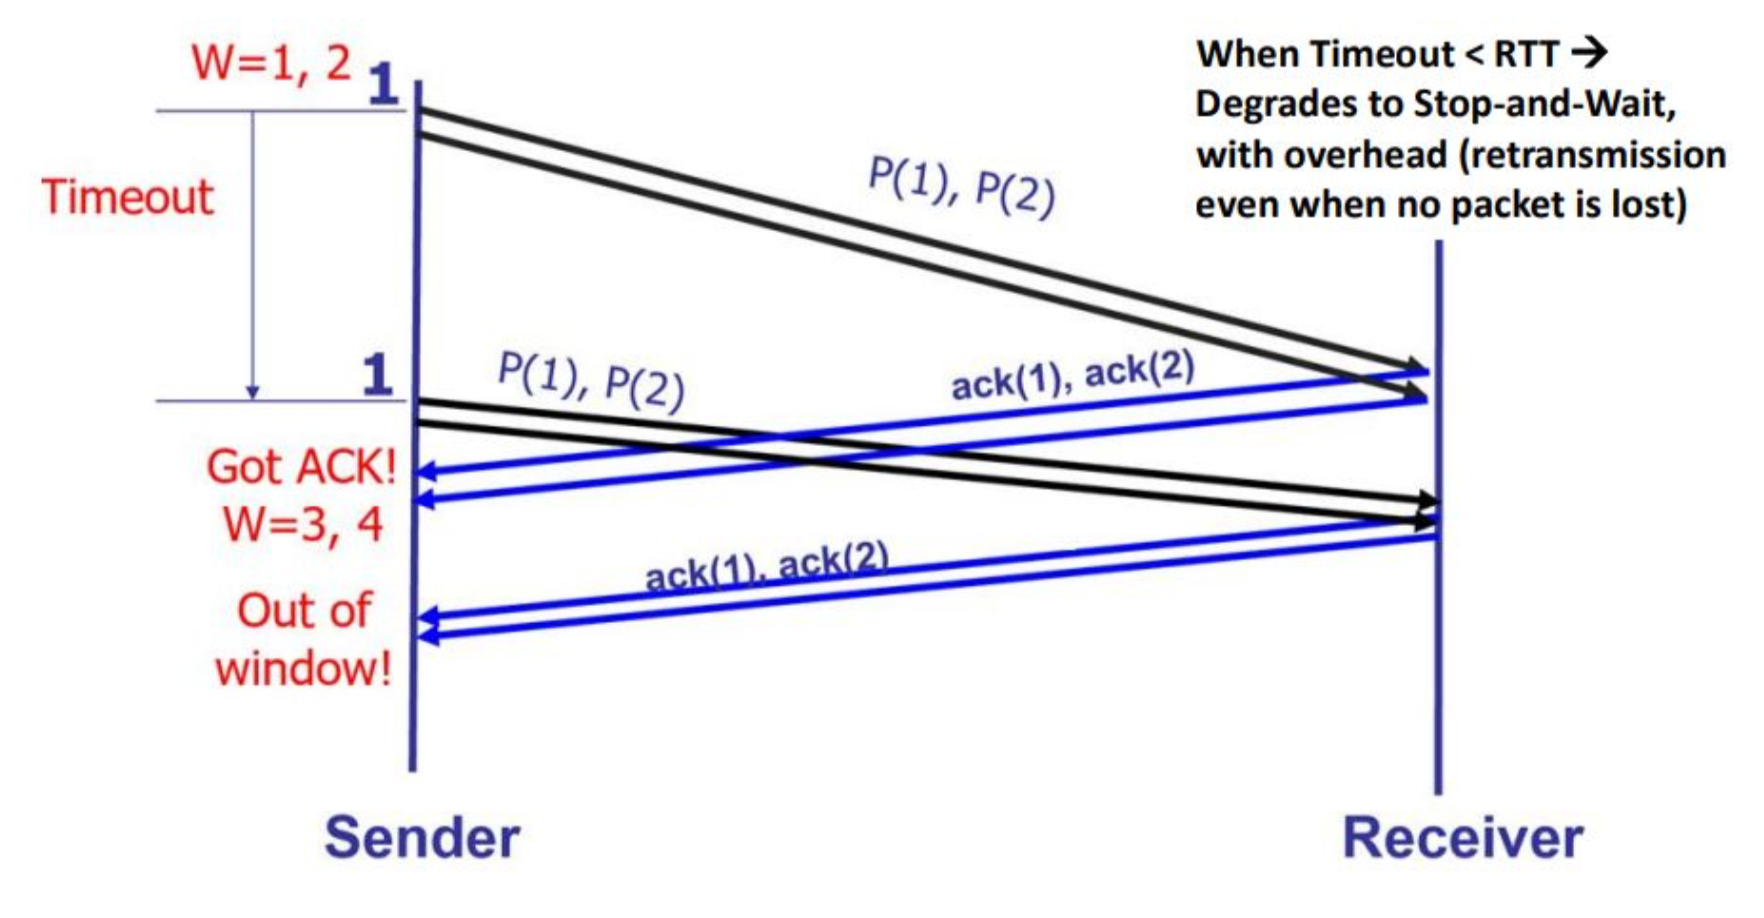 W=1, 2
1
When Timeout < RTT →
Degrades to Stop-and-Wait,
with overhead (retransmission
even when no packet is lost)
P(1), P(2)
Timeout
1
P(1), P(2)
ack(1), ack(2)
Got ACK!
W=3, 4
ack(1), ack(2)
Out of
window!
Sender
Receiver